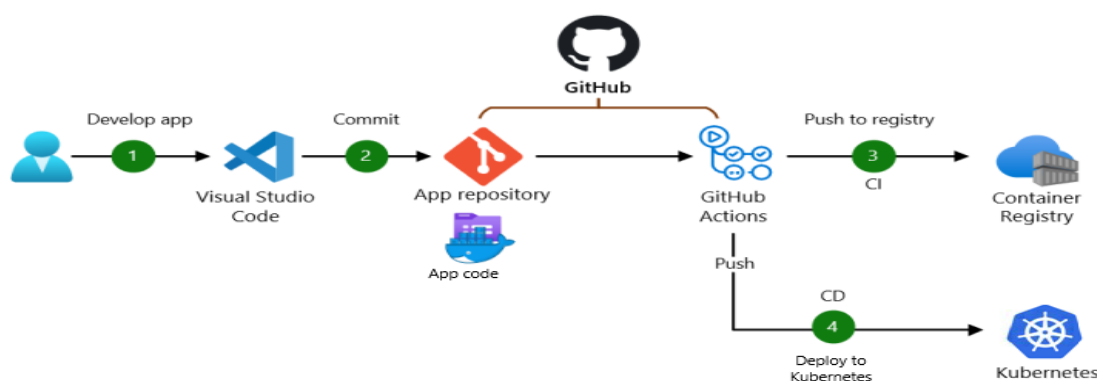 GitHub
Develop app
1
Visual Studio
Code
Commit
2
App repository
App code
GitHub
Actions
Push to registry
3
CI
Container
Registry
Push
CD
4
Deploy to
Kubernetes
Kubernetes